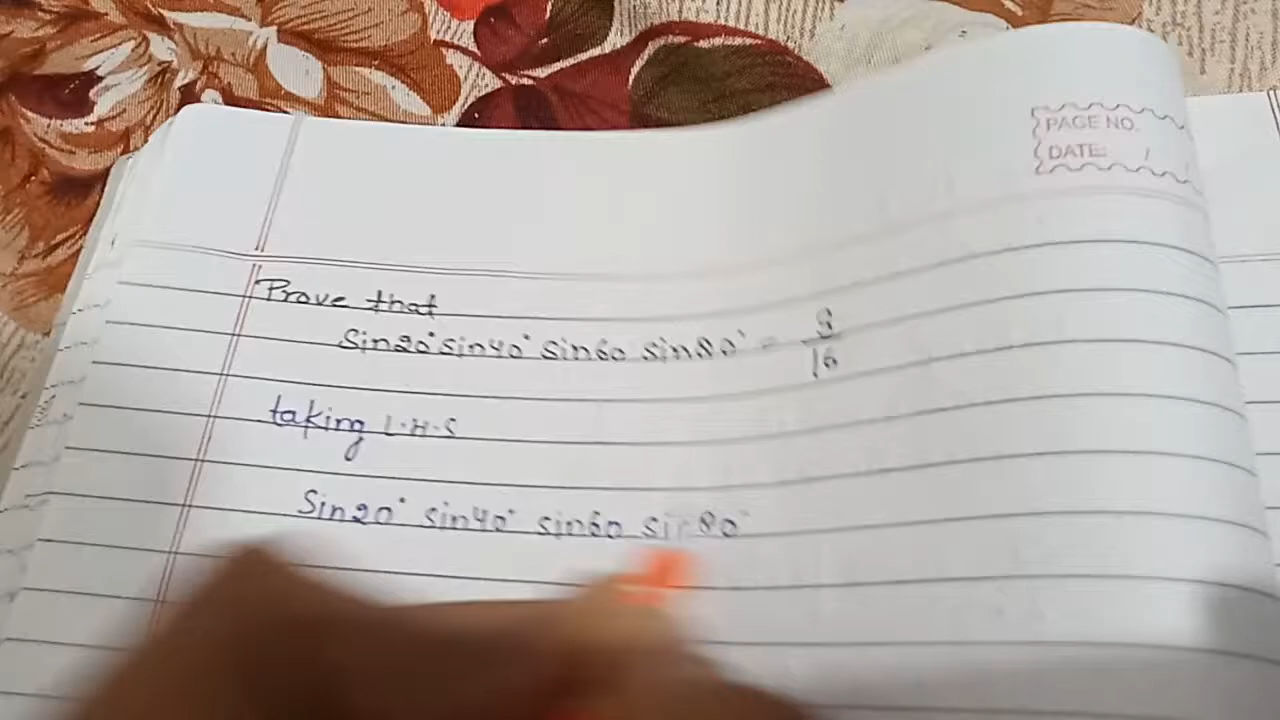 PAGE NO.
DATE: / /
Prove that
Sin20° sin40° sin60 sin80° = 3/16
taking L.H.S
Sin20° sin40° sin60 sin80°